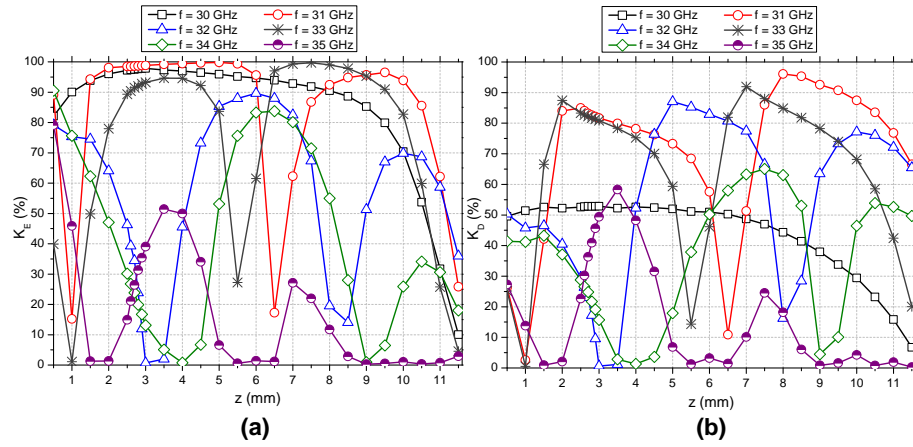 f = 30 GHz f = 31 GHz
f = 32 GHz f = 33 GHz
f = 34 GHz f = 35 GHz
100
90
80
70
60
50
40
30
20
10
0
K_E (%)
1 2 3 4 5 6 7 8 9 10 11
z (mm)
(a)
f = 30 GHz f = 31 GHz
f = 32 GHz f = 33 GHz
f = 34 GHz f = 35 GHz
100
90
80
70
60
50
40
30
20
10
0
K_D (%)
1 2 3 4 5 6 7 8 9 10 11
z (mm)
(b)